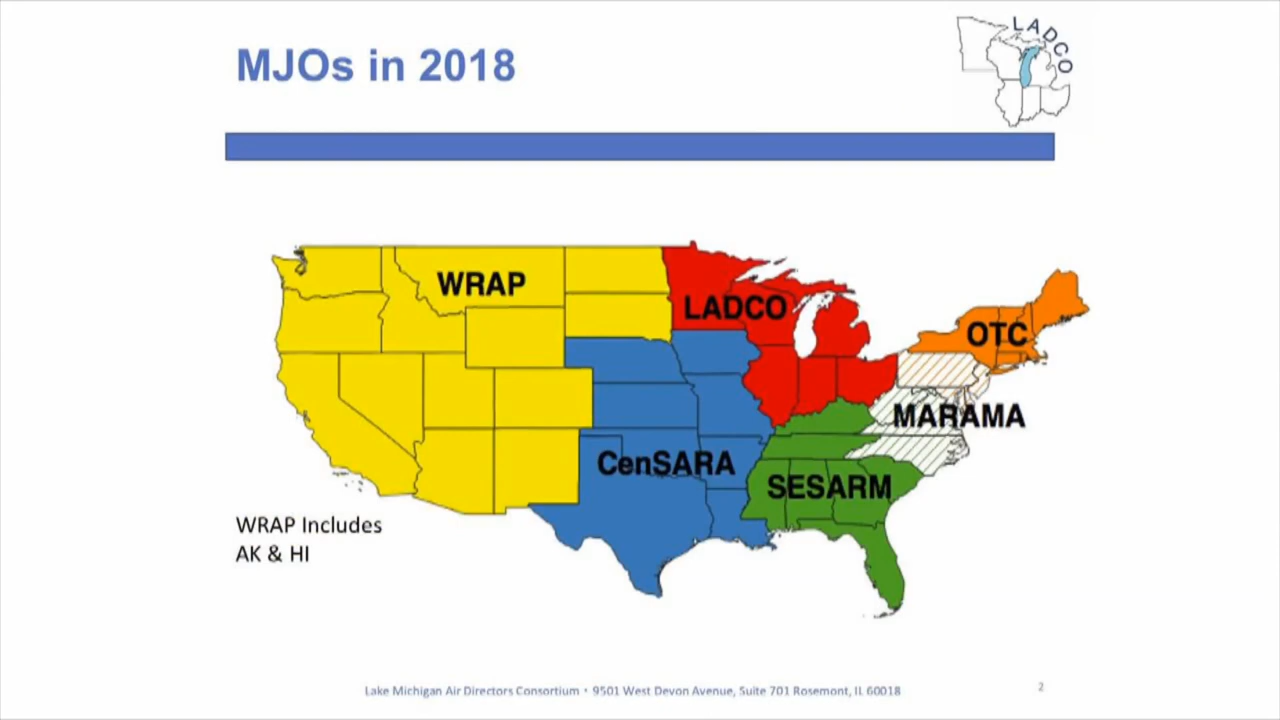 MJOs in 2018
LADCO
WRAP
LADCO
OTC
MARAMA
CenSARA
SESARM
WRAP Includes
AK & HI
Lake Michigan Air Directors Consortium • 9501 West Devon Avenue, Suite 701 Rosemont, IL 60018
2